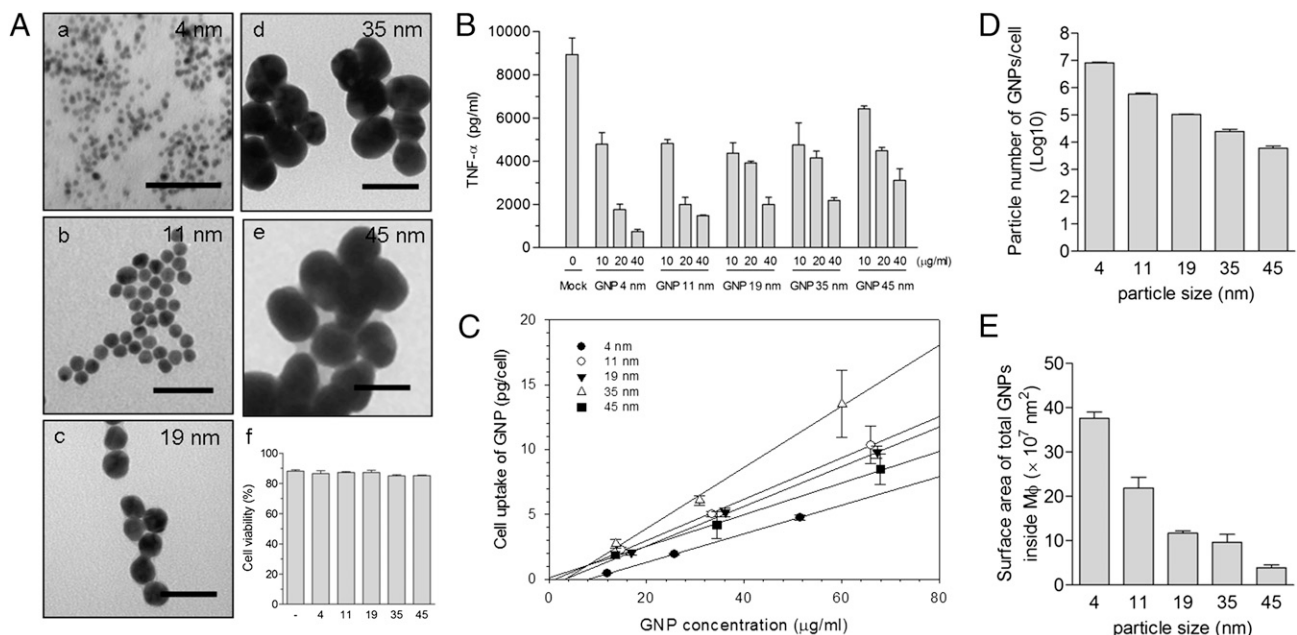 A
a
4 nm
b
11 nm
c
19 nm
d
35 nm
e
45 nm
f
Cell viability (%)
100
80
60
40
20
0
- 4 11 19 35 45
B
TNF-α (pg/ml)
10000
8000
6000
4000
2000
0
0 10 20 40 10 20 40 10 20 40 10 20 40 10 20 40 (μg/ml)
Mock GNP 4 nm GNP 11 nm GNP 19 nm GNP 35 nm GNP 45 nm
C
Cell uptake of GNP (pg/cell)
20
15
10
5
0
4 nm
11 nm
19 nm
35 nm
45 nm
0 20 40 60 80
GNP concentration (μg/ml)
D
Particle number of GNPs/cell
(Log10)
8
7
6
5
4
3
2
1
0
4 11 19 35 45
particle size (nm)
E
Surface area of total GNPs
inside Mϕ (× 10⁷ nm²)
50
40
30
20
10
0
4 11 19 35 45
particle size (nm)